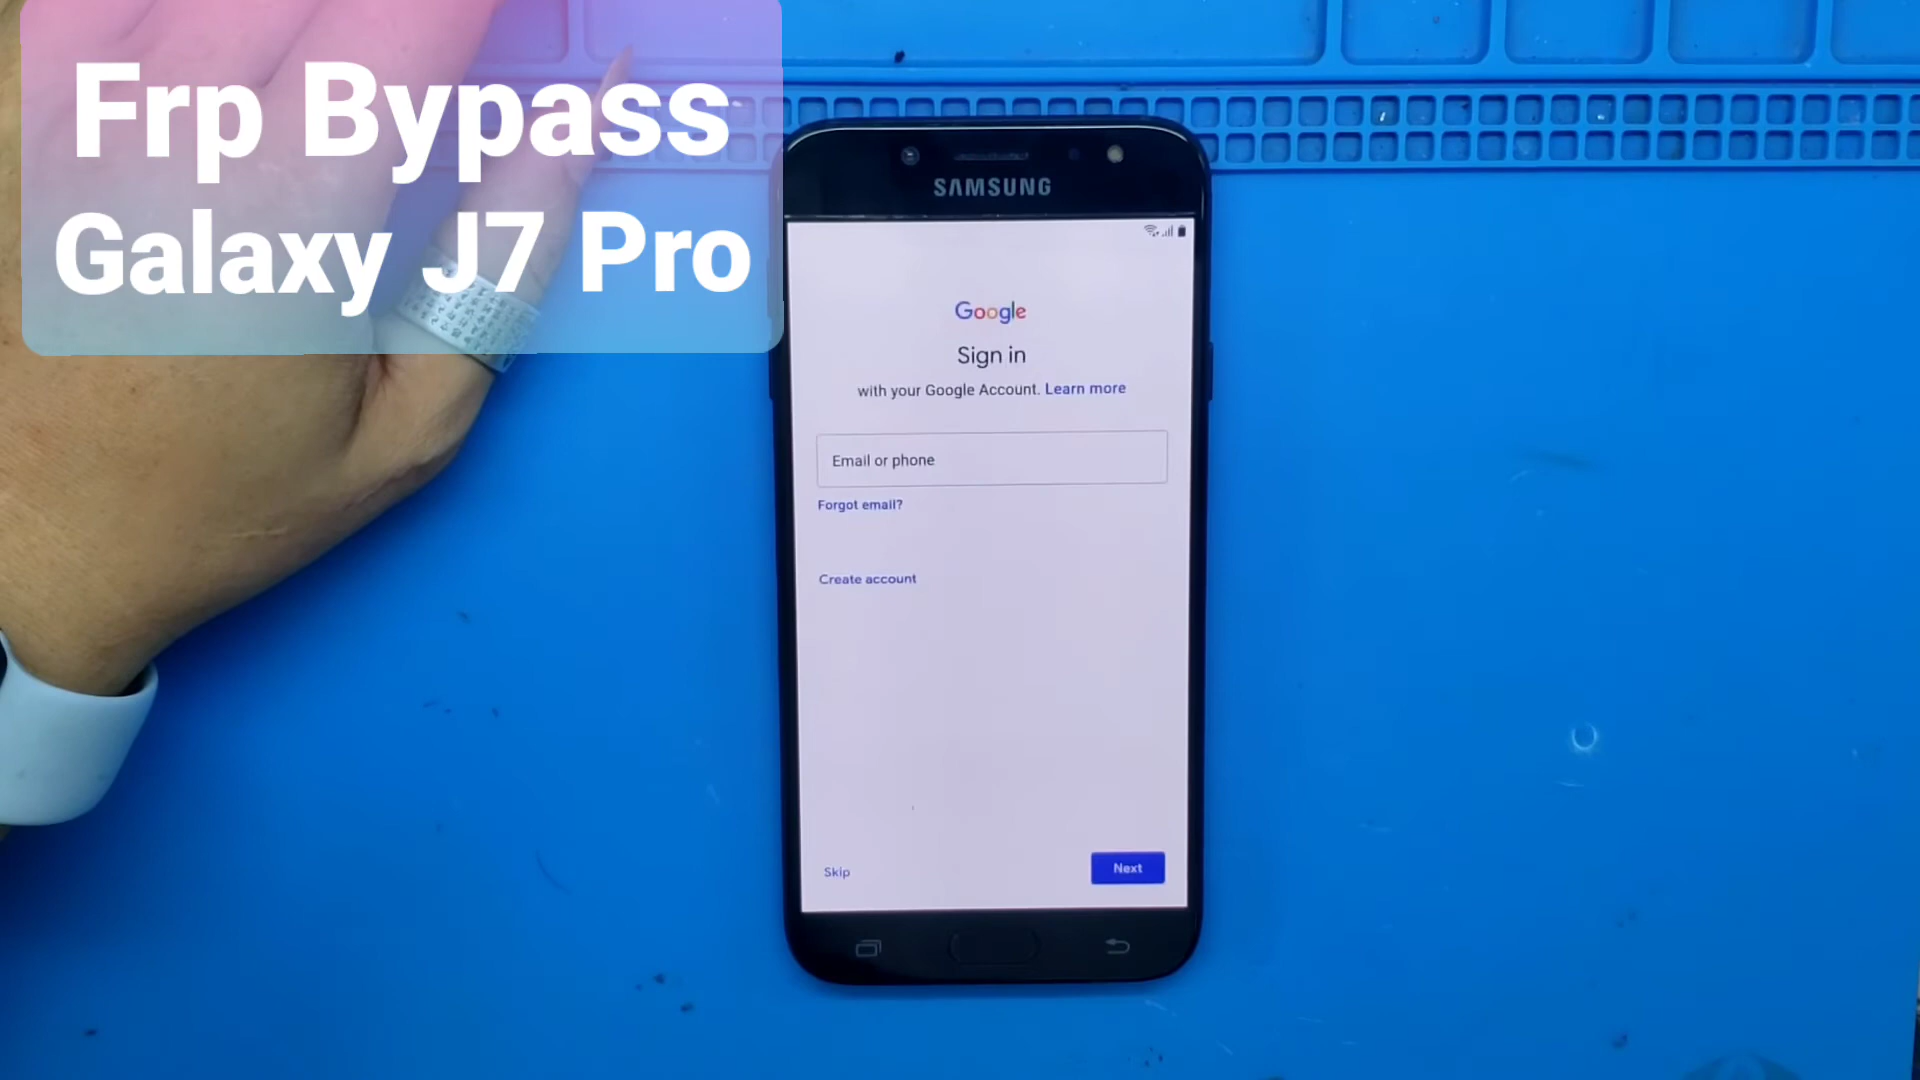 Frp Bypass
Galaxy J7 Pro
SAMSUNG
Google
Sign in
with your Google Account. Learn more
Email or phone
Forgot email?
Create account
Skip
Next